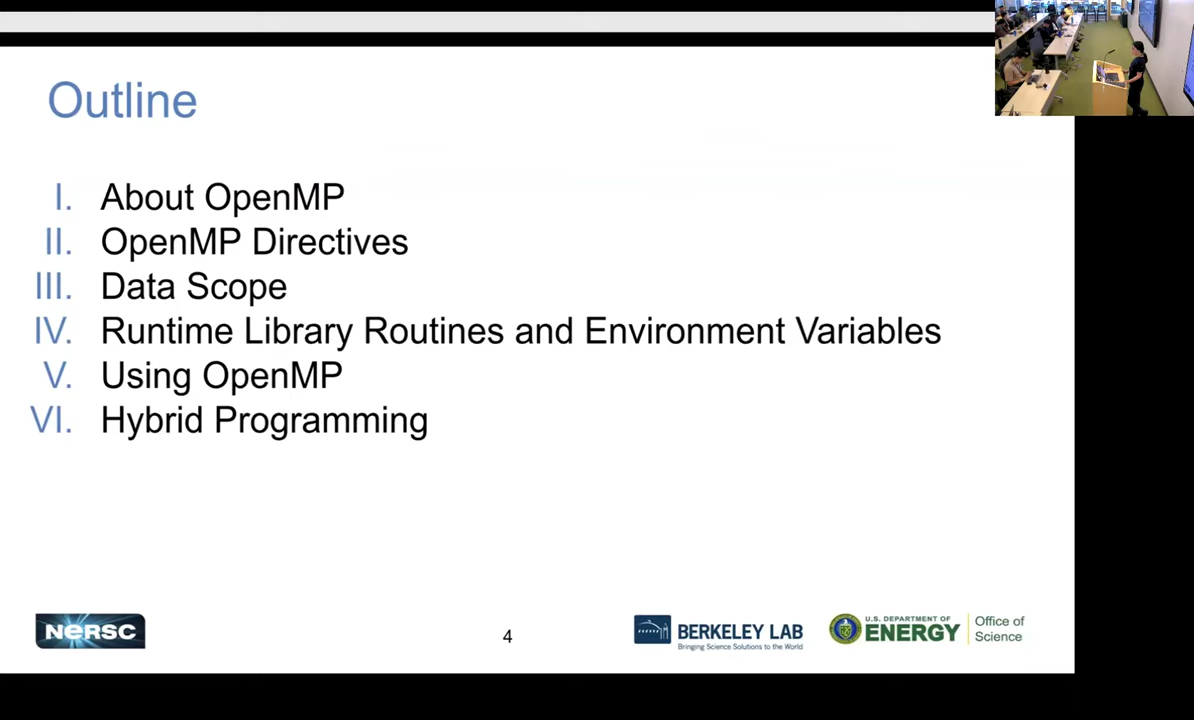 Outline
I. About OpenMP
II. OpenMP Directives
III. Data Scope
IV. Runtime Library Routines and Environment Variables
V. Using OpenMP
VI. Hybrid Programming
NERSC
4
BERKELEY LAB
Bringing Science Solutions to the World
U.S. DEPARTMENT OF
ENERGY
Office of
Science